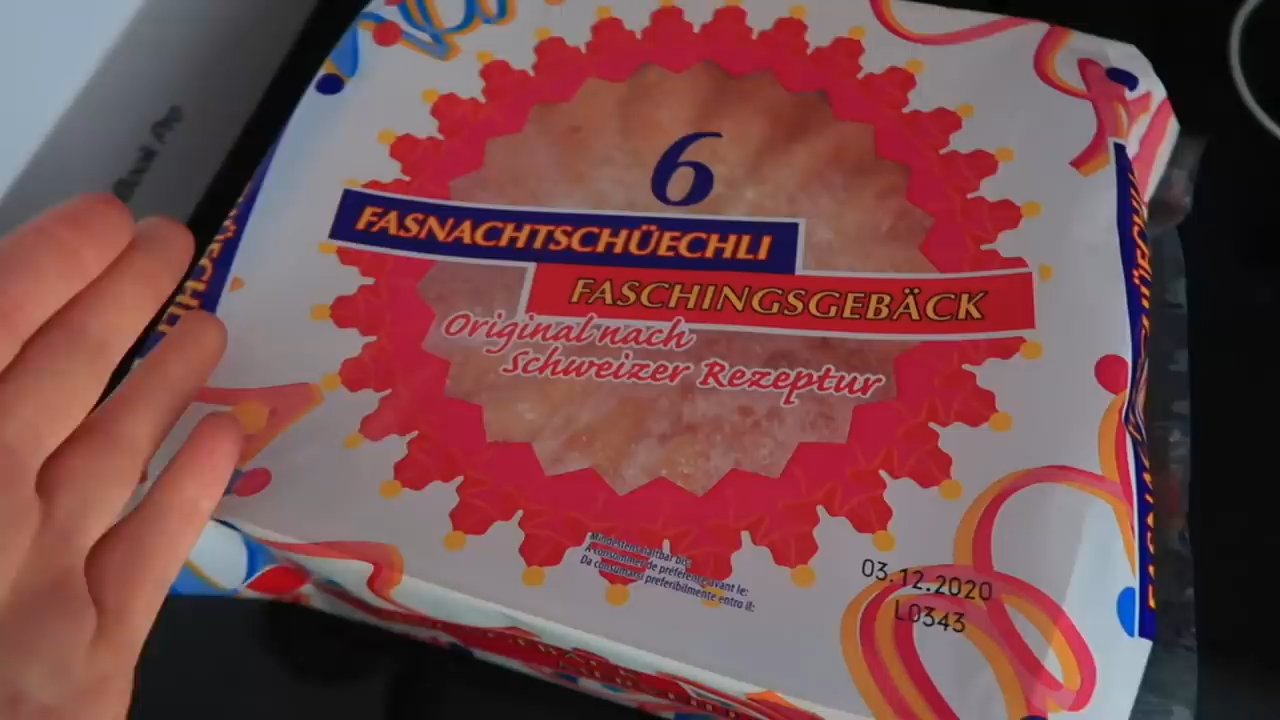 6
FASNACHTSCHÜECHLI
FASCHINGSGEBÄCK
Original nach
Schweizer Rezeptur
Mindestens haltbar bis:
À consommer de préférence avant le:
Da consumarsi preferibilmente entro il:
03.12.2020
L0343